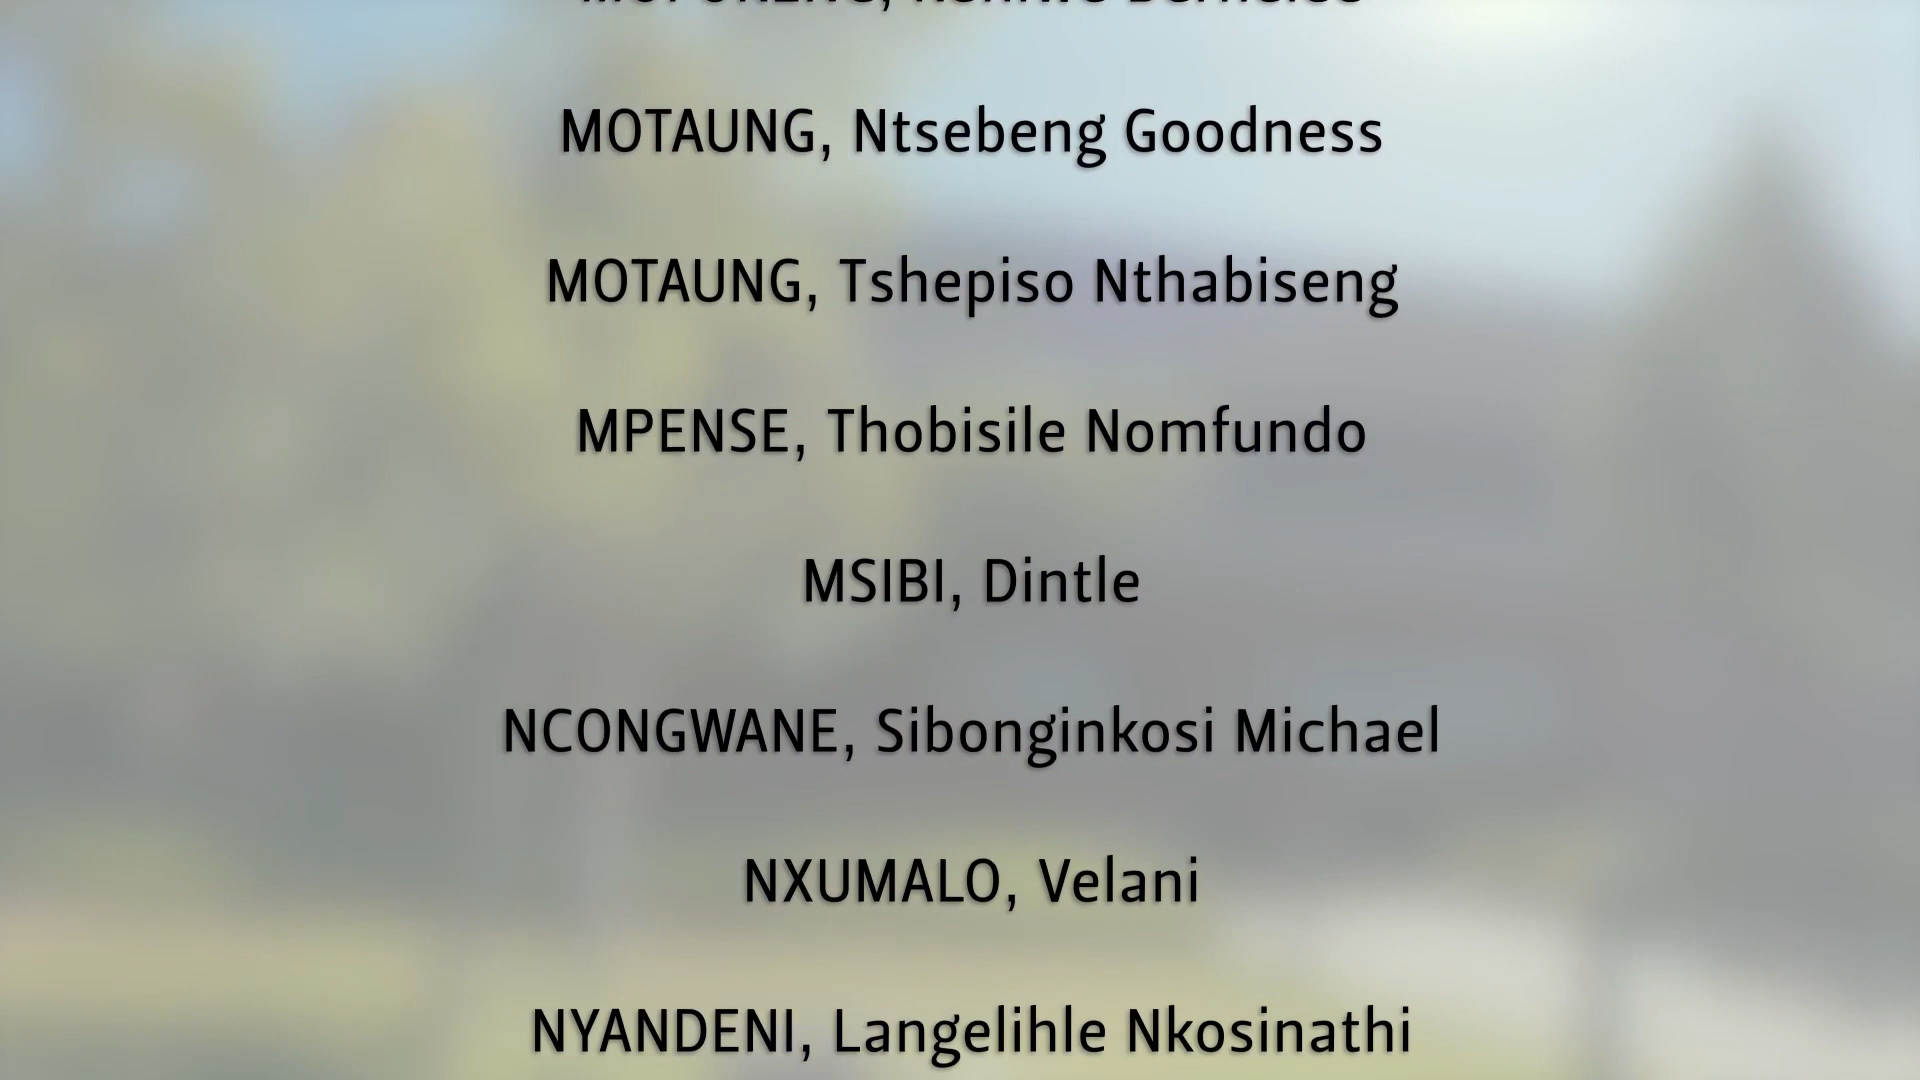 MOTAUNG, Ntsebeng Goodness
MOTAUNG, Tshepiso Nthabiseng
MPENSE, Thobisile Nomfundo
MSIBI, Dintle
NCONGWANE, Sibonginkosi Michael
NXUMALO, Velani
NYANDENI, Langelihle Nkosinathi